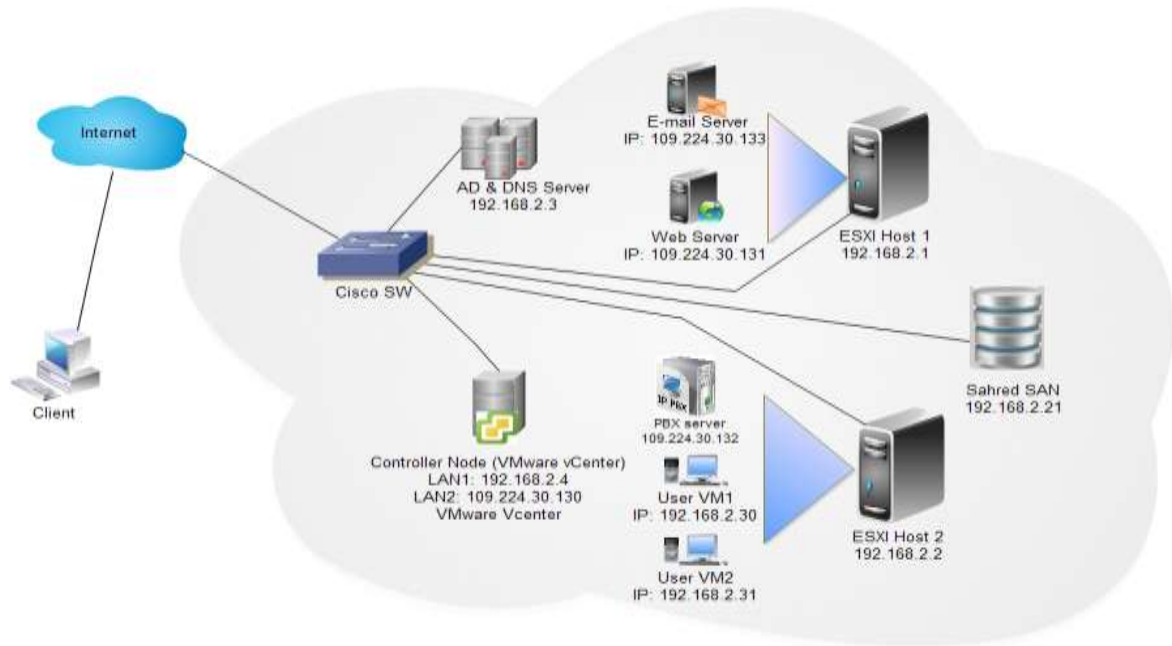 Internet
Client
Cisco SW
AD & DNS Server
192.168.2.3
E-mail Server
IP: 109.224.30.133
Web Server
IP: 109.224.30.131
ESXI Host 1
192.168.2.1
Sahred SAN
192.168.2.21
Controller Node (VMware vCenter)
LAN1: 192.168.2.4
LAN2: 109.224.30.130
VMware Vcenter
IP PBX
PBX server
109.224.30.132
User VM1
IP: 192.168.2.30
User VM2
IP: 192.168.2.31
ESXI Host 2
192.168.2.2